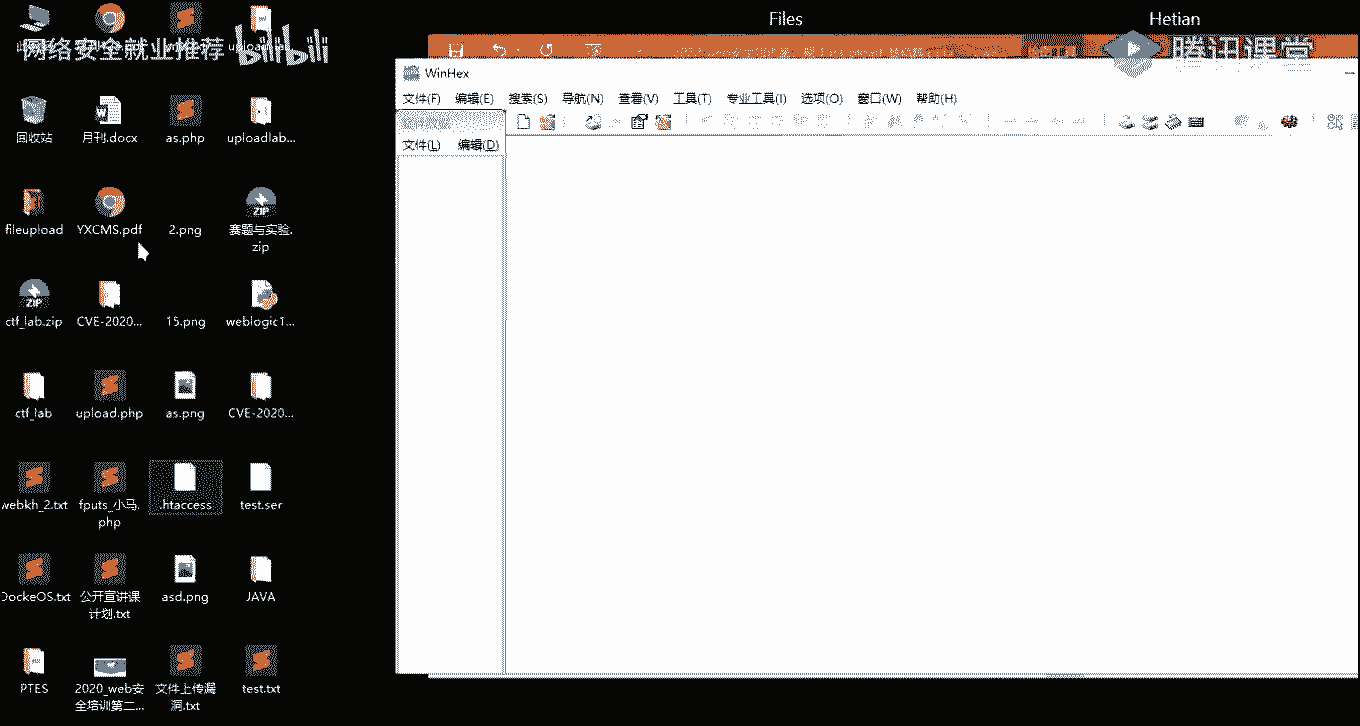 Files
Hetian
网络安全就业推荐
bilibili
腾讯课堂
WinHex
文件(F) 编辑(E) 搜索(S) 导航(N) 查看(V) 工具(T) 专业工具(I) 选项(O) 窗口(W) 帮助(H)
文件(L) 编辑(D)
回收站
月刊.docx
as.php
uploadlab...
fileupload
YXCMS.pdf
2.png
赛题与实验.
zip
ZIP
ctf_lab.zip
CVE-2020...
15.png
weblogic1...
ZIP
ctf_lab
upload.php
as.png
CVE-2020...
webkh_2.txt
fputs_小马.
php
.htaccess
test.ser
DockeOS.txt
公开宣讲课
计划.txt
asd.png
JAVA
PTES
2020_web安
全培训第二...
文件上传漏
洞.txt
test.txt